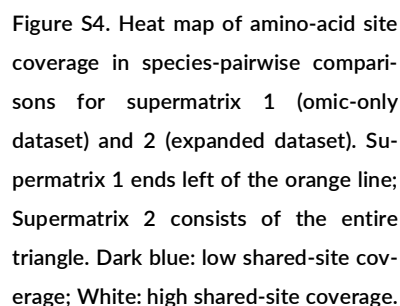 Figure S4. Heat map of amino-acid site
coverage in species-pairwise compari-
sons for supermatrix 1 (omic-only
dataset) and 2 (expanded dataset). Su-
permatrix 1 ends left of the orange line;
Supermatrix 2 consists of the entire
triangle. Dark blue: low shared-site cov-
erage; White: high shared-site coverage.